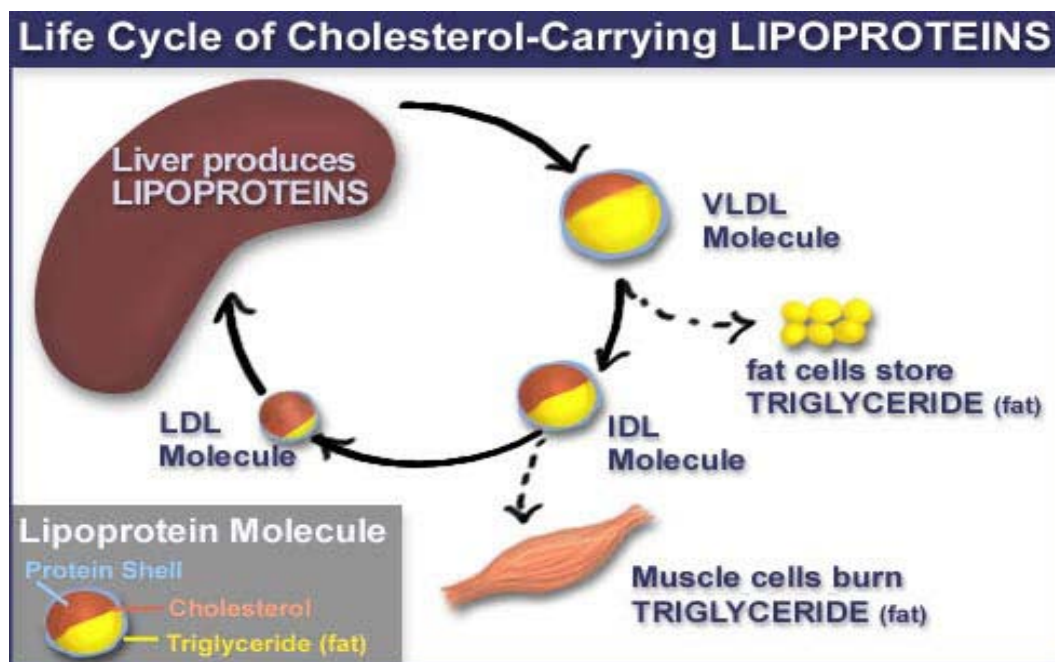 Life Cycle of Cholesterol-Carrying LIPOPROTEINS
Liver produces
LIPOPROTEINS
VLDL
Molecule
fat cells store
TRIGLYCERIDE (fat)
IDL
Molecule
LDL
Molecule
Muscle cells burn
TRIGLYCERIDE (fat)
Lipoprotein Molecule
Protein Shell
Cholesterol
Triglyceride (fat)